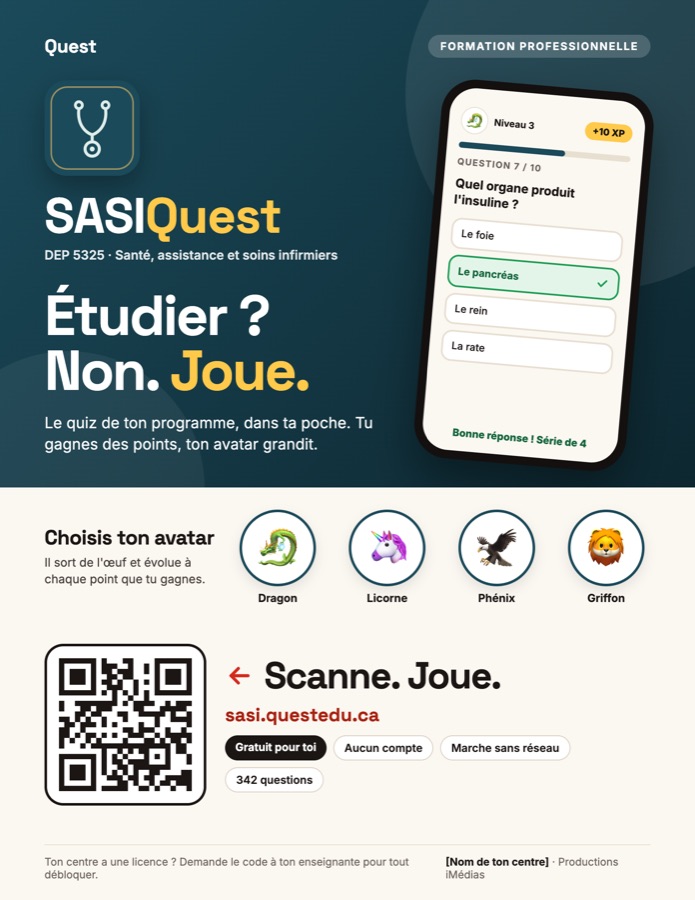 Quest
FORMATION PROFESSIONNELLE
SASIQuest
DEP 5325 · Santé, assistance et soins infirmiers
Étudier ?
Non. Joue.
Le quiz de ton programme, dans ta poche. Tu
gagnes des points, ton avatar grandit.
Niveau 3
+10 XP
QUESTION 7 / 10
Quel organe produit
l'insuline ?
Le foie
Le pancréas
Le rein
La rate
Bonne réponse ! Série de 4
Choisis ton avatar
Il sort de l'œuf et évolue à
chaque point que tu gagnes.
Dragon
Licorne
Phénix
Griffon
← Scanne. Joue.
sasi.questedu.ca
Gratuit pour toi
Aucun compte
Marche sans réseau
342 questions
Ton centre a une licence ? Demande le code à ton enseignante pour tout
débloquer.
[Nom de ton centre] · Productions
iMédias